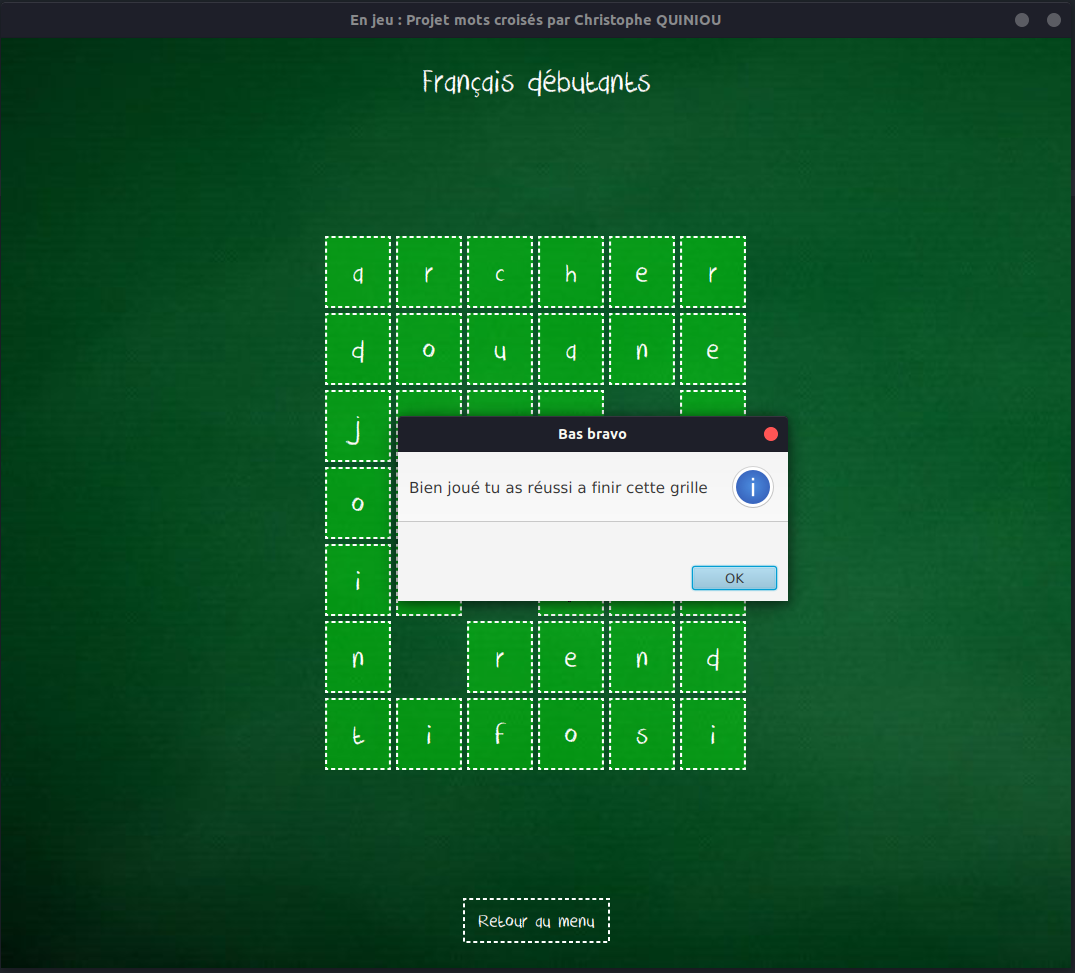 En jeu : Projet mots croisés par Christophe QUINIOU
Français débutants
a r c h e r
d o u a n e
j
Bas bravo
Bien joué tu as réussi a finir cette grille
o
i
OK
n r e n d
t i f o s i
Retour au menu